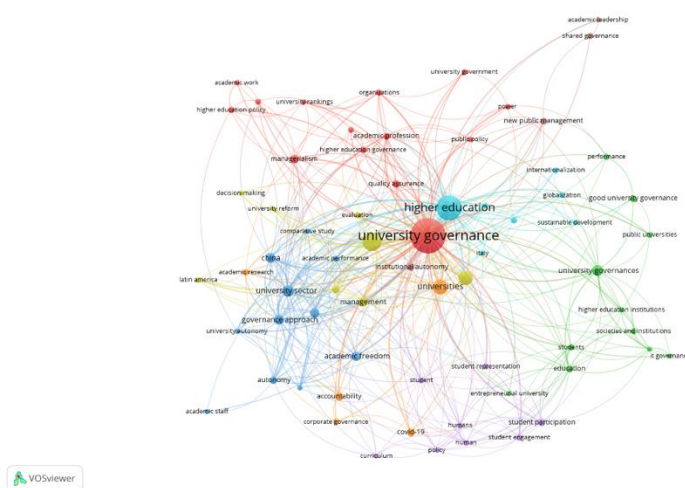 academic leadership
shared governance
university government
academic work
organizations
university rankings
higher education policy
power
new public management
academic profession
public policy
higher education governance
managerialism
performance
internationalization
quality assurance
decision making
globalization
good university governance
higher education
university reform
evaluation
sustainable development
comparative study
university governance
public universities
italy
china
academic performance
institutional autonomy
academic research
university governances
latin america
universities
university sector
management
higher education institutions
governance approach
university autonomy
societies and institutions
students
it governance
academic freedom
student representation
education
autonomy
student
entrepreneurial university
accountability
academic staff
corporate governance
humans
student participation
covid-19
student engagement
human
policy
curriculum
VOSviewer